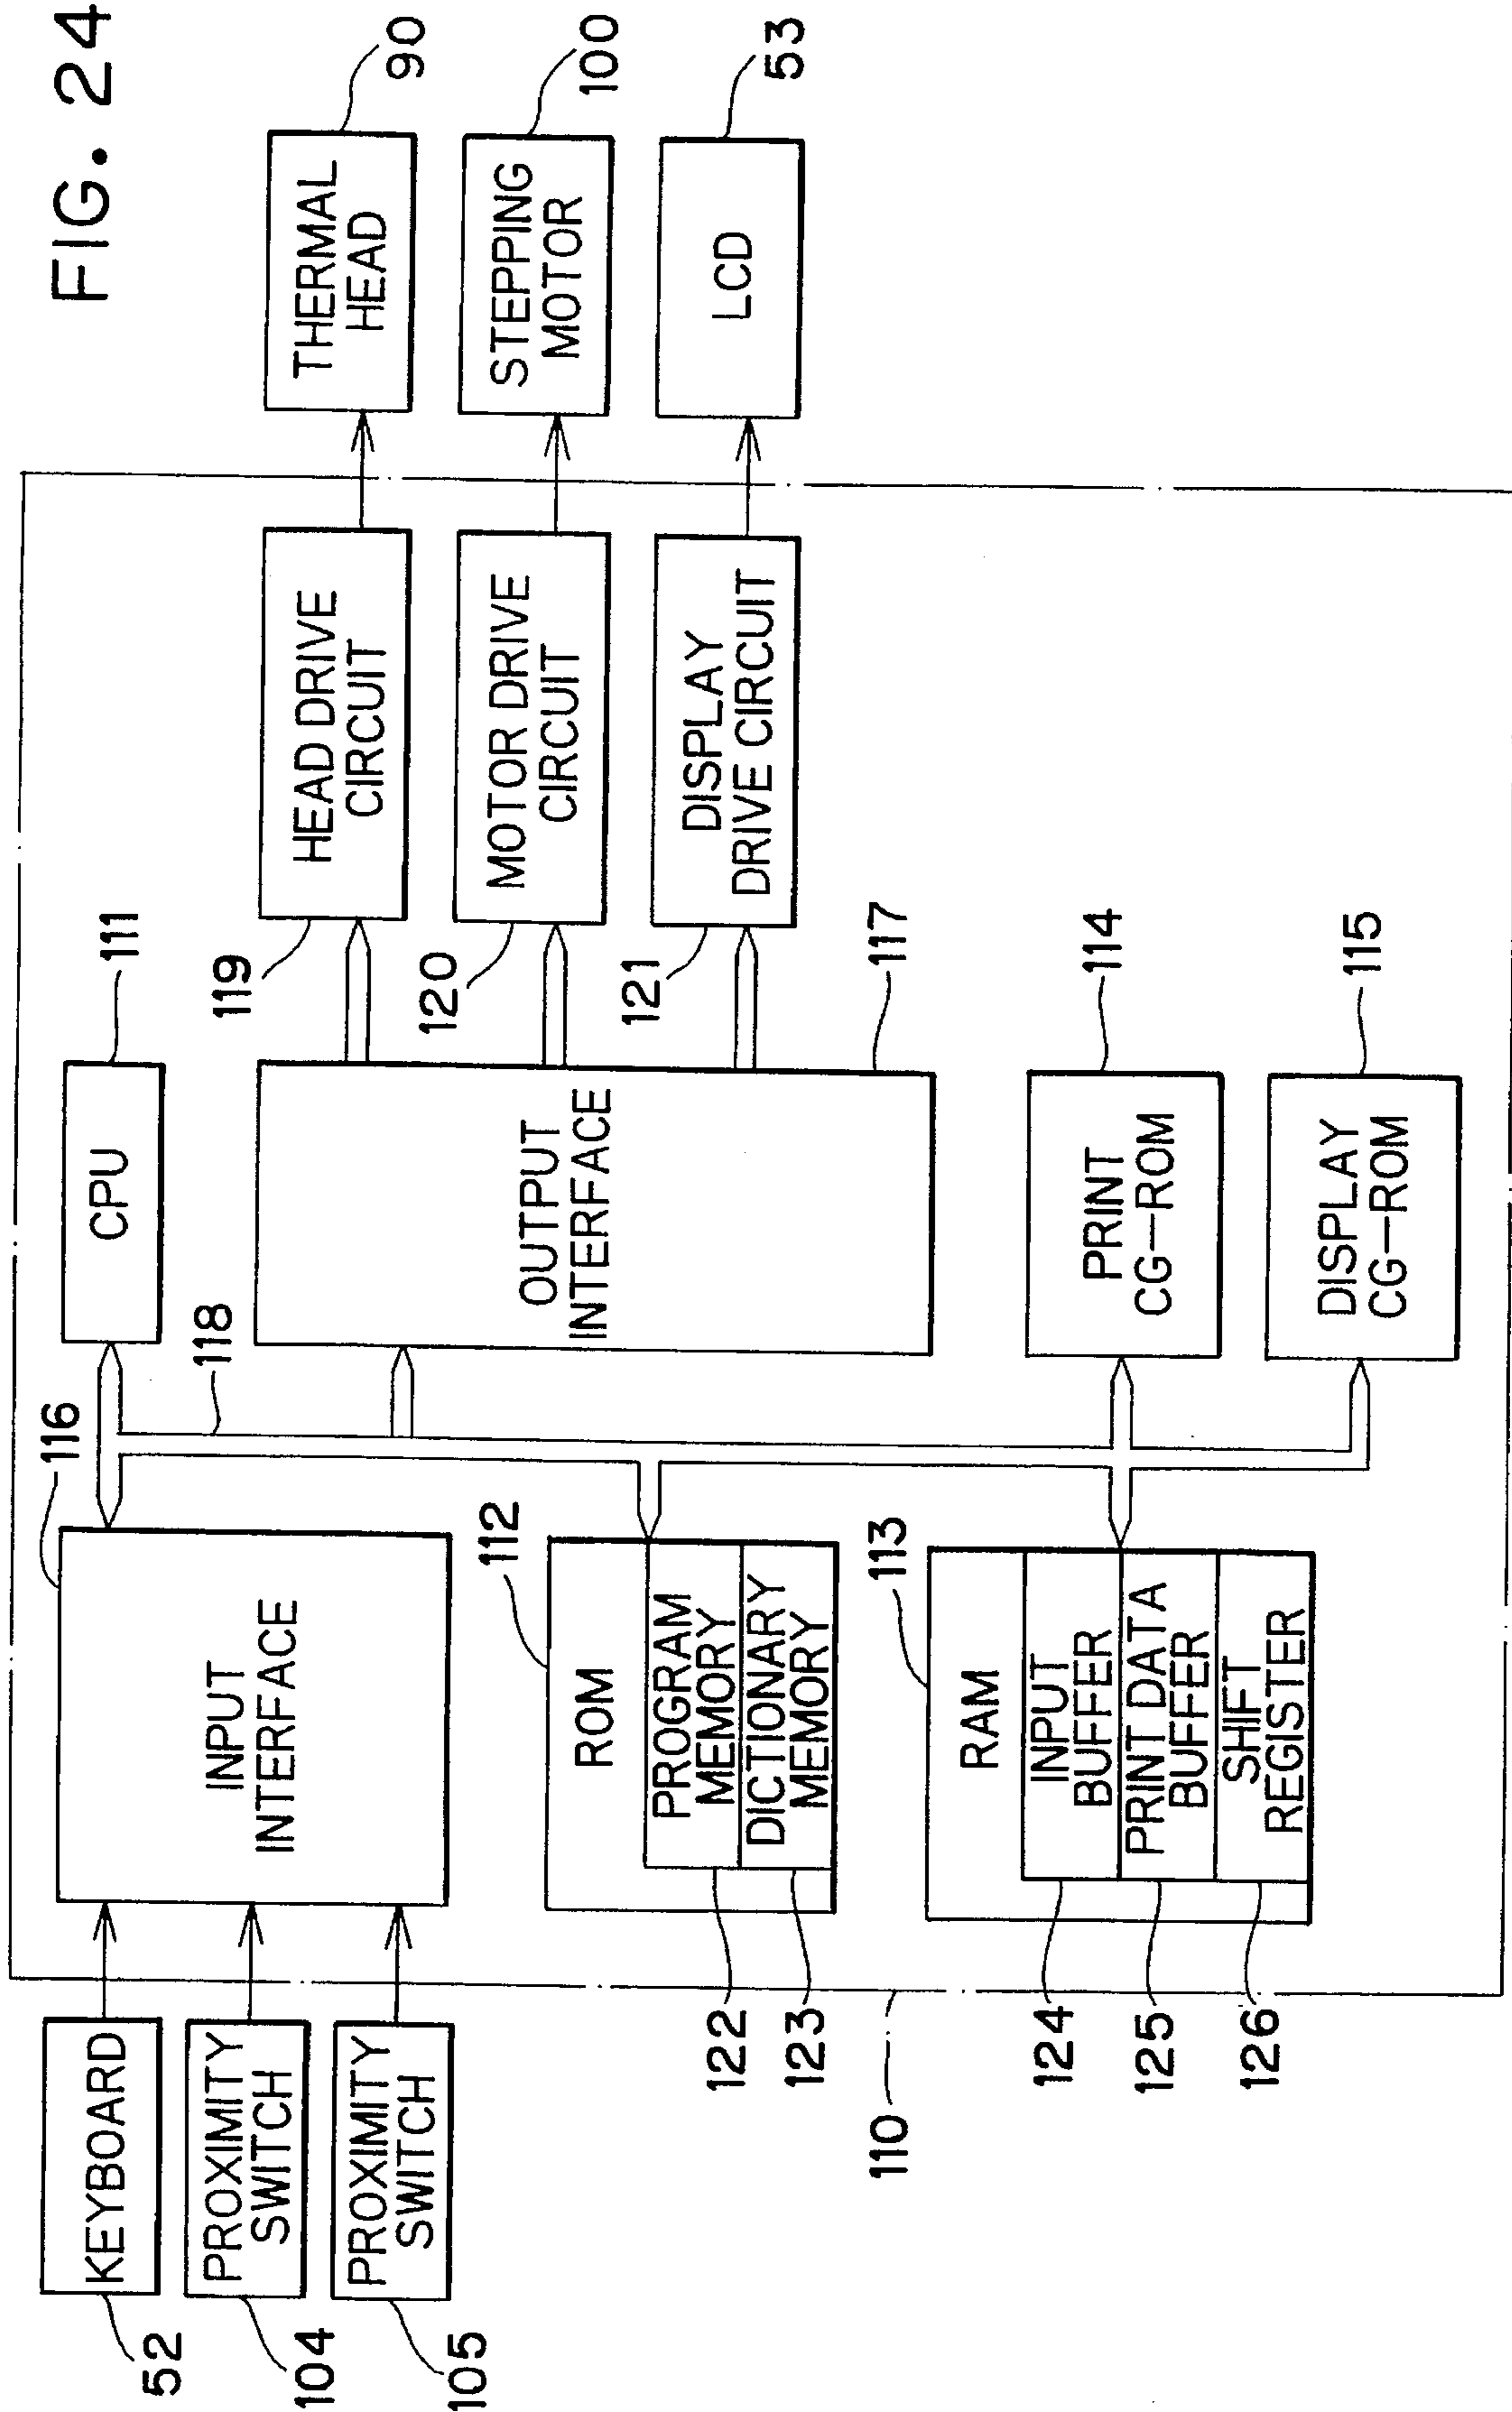 FIG. 24
KEYBOARD
52
PROXIMITY
SWITCH
104
PROXIMITY
SWITCH
105
INPUT
INTERFACE
116
CPU
111
118
OUTPUT
INTERFACE
117
HEAD DRIVE
CIRCUIT
119
MOTOR DRIVE
CIRCUIT
120
DISPLAY
DRIVE CIRCUIT
121
THERMAL
HEAD
90
STEPPING
MOTOR
100
LCD
53
ROM
112
PROGRAM
MEMORY
122
DICTIONARY
MEMORY
123
RAM
113
INPUT
BUFFER
124
PRINT DATA
BUFFER
125
SHIFT
REGISTER
126
PRINT
CG-ROM
114
DISPLAY
CG-ROM
115
110